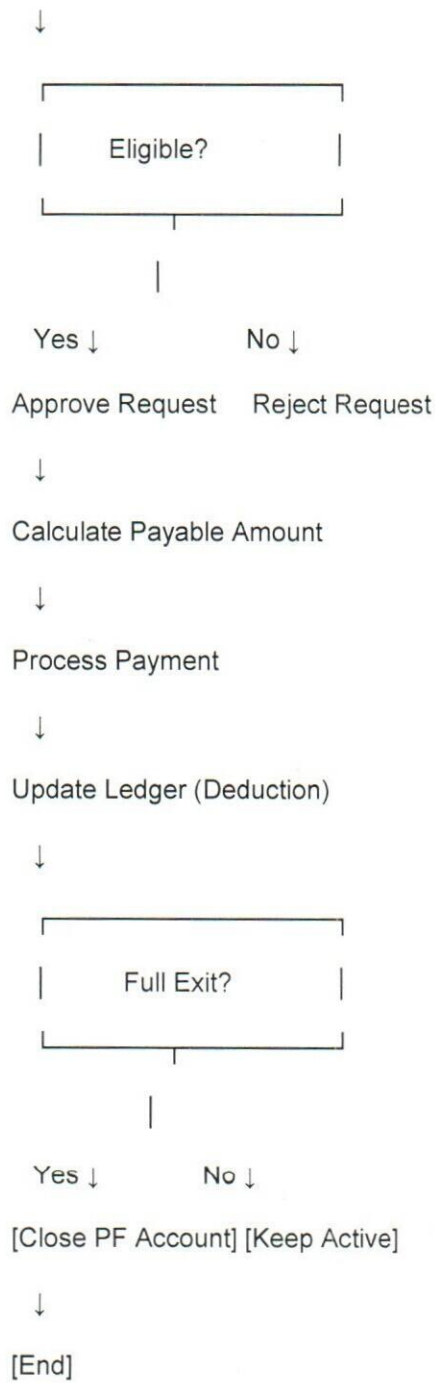 ↓
Eligible?
Yes ↓ No ↓
Approve Request Reject Request
↓
Calculate Payable Amount
↓
Process Payment
↓
Update Ledger (Deduction)
↓
Full Exit?
Yes ↓ No ↓
[Close PF Account] [Keep Active]
↓
[End]